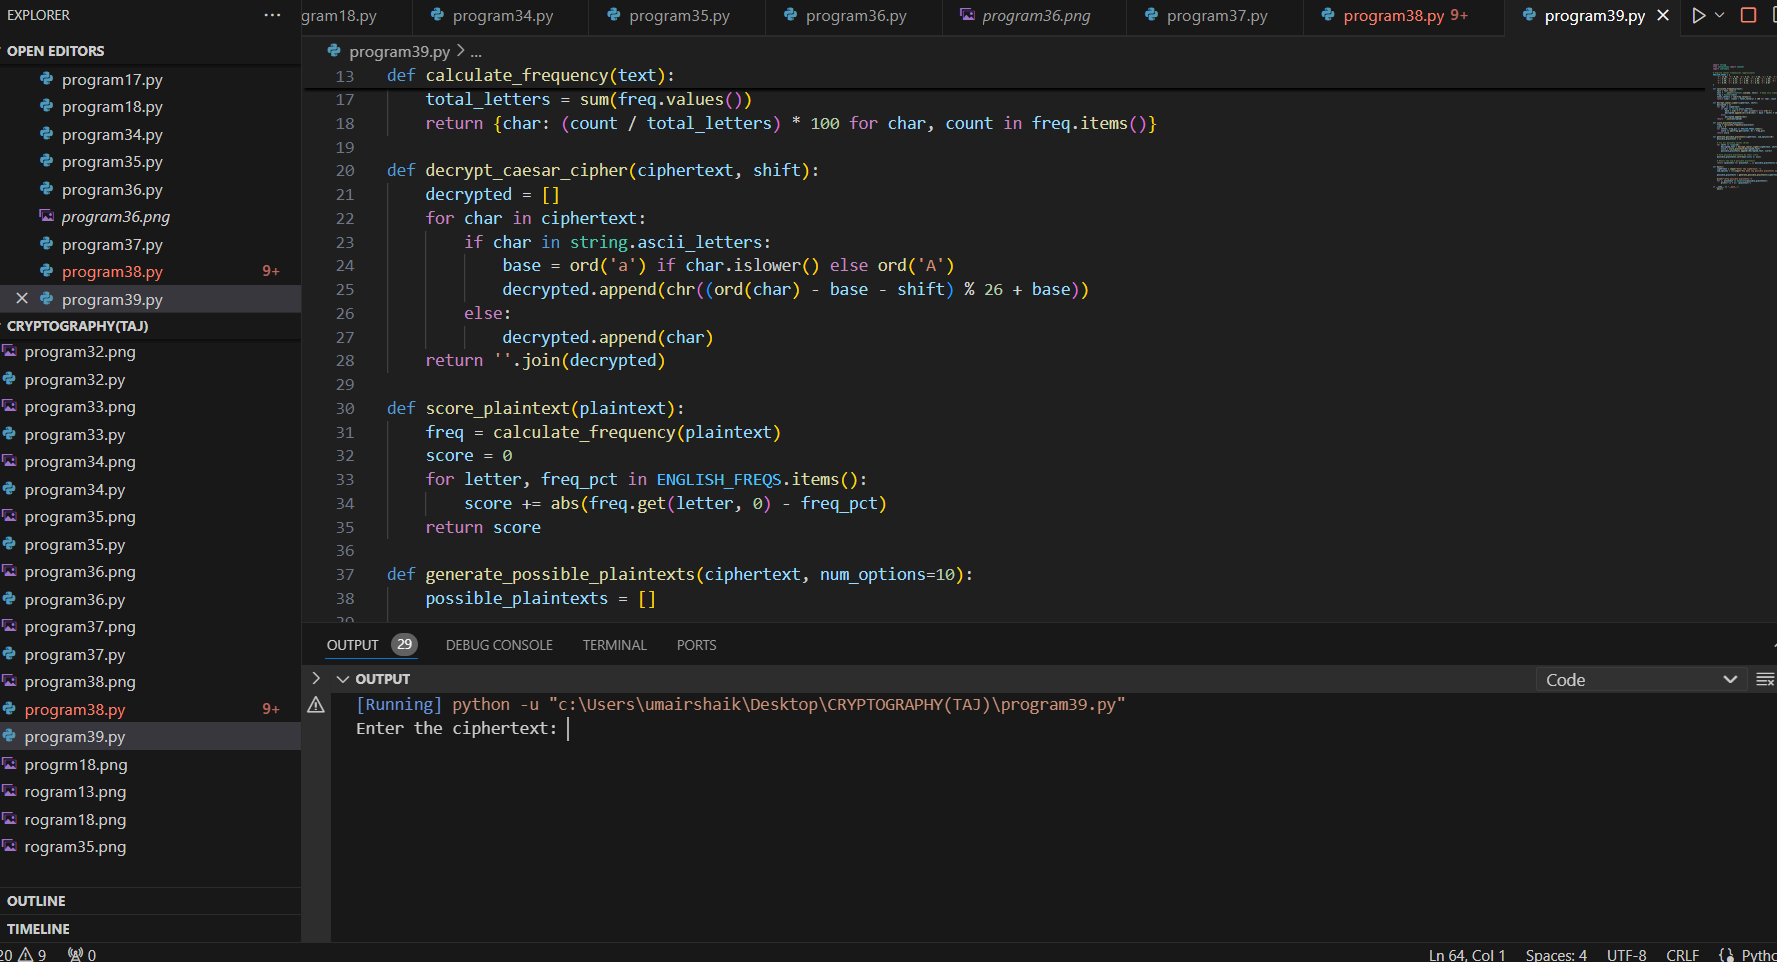 EXPLORER
gram18.py program34.py program35.py program36.py program36.png program37.py program38.py 9+ program39.py
OPEN EDITORS
program17.py
program18.py
program34.py
program35.py
program36.py
program36.png
program37.py
program38.py 9+
program39.py
CRYPTOGRAPHY(TAJ)
program32.png
program32.py
program33.png
program33.py
program34.png
program34.py
program35.png
program35.py
program36.png
program36.py
program37.png
program37.py
program38.png
program38.py 9+
program39.py
progrm18.png
rogram13.png
rogram18.png
rogram35.png
OUTLINE
TIMELINE
program39.py > ...
13 def calculate_frequency(text):
17 total_letters = sum(freq.values())
18 return {char: (count / total_letters) * 100 for char, count in freq.items()}
19
20 def decrypt_caesar_cipher(ciphertext, shift):
21 decrypted = []
22 for char in ciphertext:
23 if char in string.ascii_letters:
24 base = ord('a') if char.islower() else ord('A')
25 decrypted.append(chr((ord(char) - base - shift) % 26 + base))
26 else:
27 decrypted.append(char)
28 return ''.join(decrypted)
29
30 def score_plaintext(plaintext):
31 freq = calculate_frequency(plaintext)
32 score = 0
33 for letter, freq_pct in ENGLISH_FREQS.items():
34 score += abs(freq.get(letter, 0) - freq_pct)
35 return score
36
37 def generate_possible_plaintexts(ciphertext, num_options=10):
38 possible_plaintexts = []
OUTPUT 29 DEBUG CONSOLE TERMINAL PORTS
OUTPUT Code
[Running] python -u "c:\Users\umairshaik\Desktop\CRYPTOGRAPHY(TAJ)\program39.py"
Enter the ciphertext:
20 9 0 Ln 64, Col 1 Spaces: 4 UTF-8 CRLF Pytho